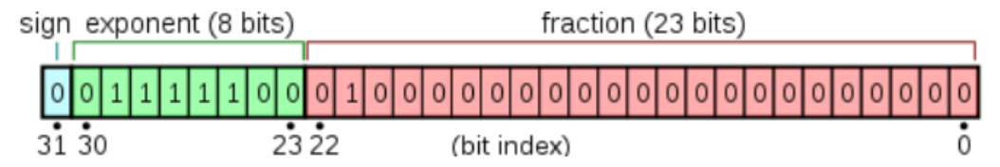 sign exponent (8 bits) fraction (23 bits)
0 0 1 1 1 1 1 0 0 0 1 0 0 0 0 0 0 0 0 0 0 0 0 0 0 0 0 0 0 0 0 0
31 30 23 22 (bit index) 0